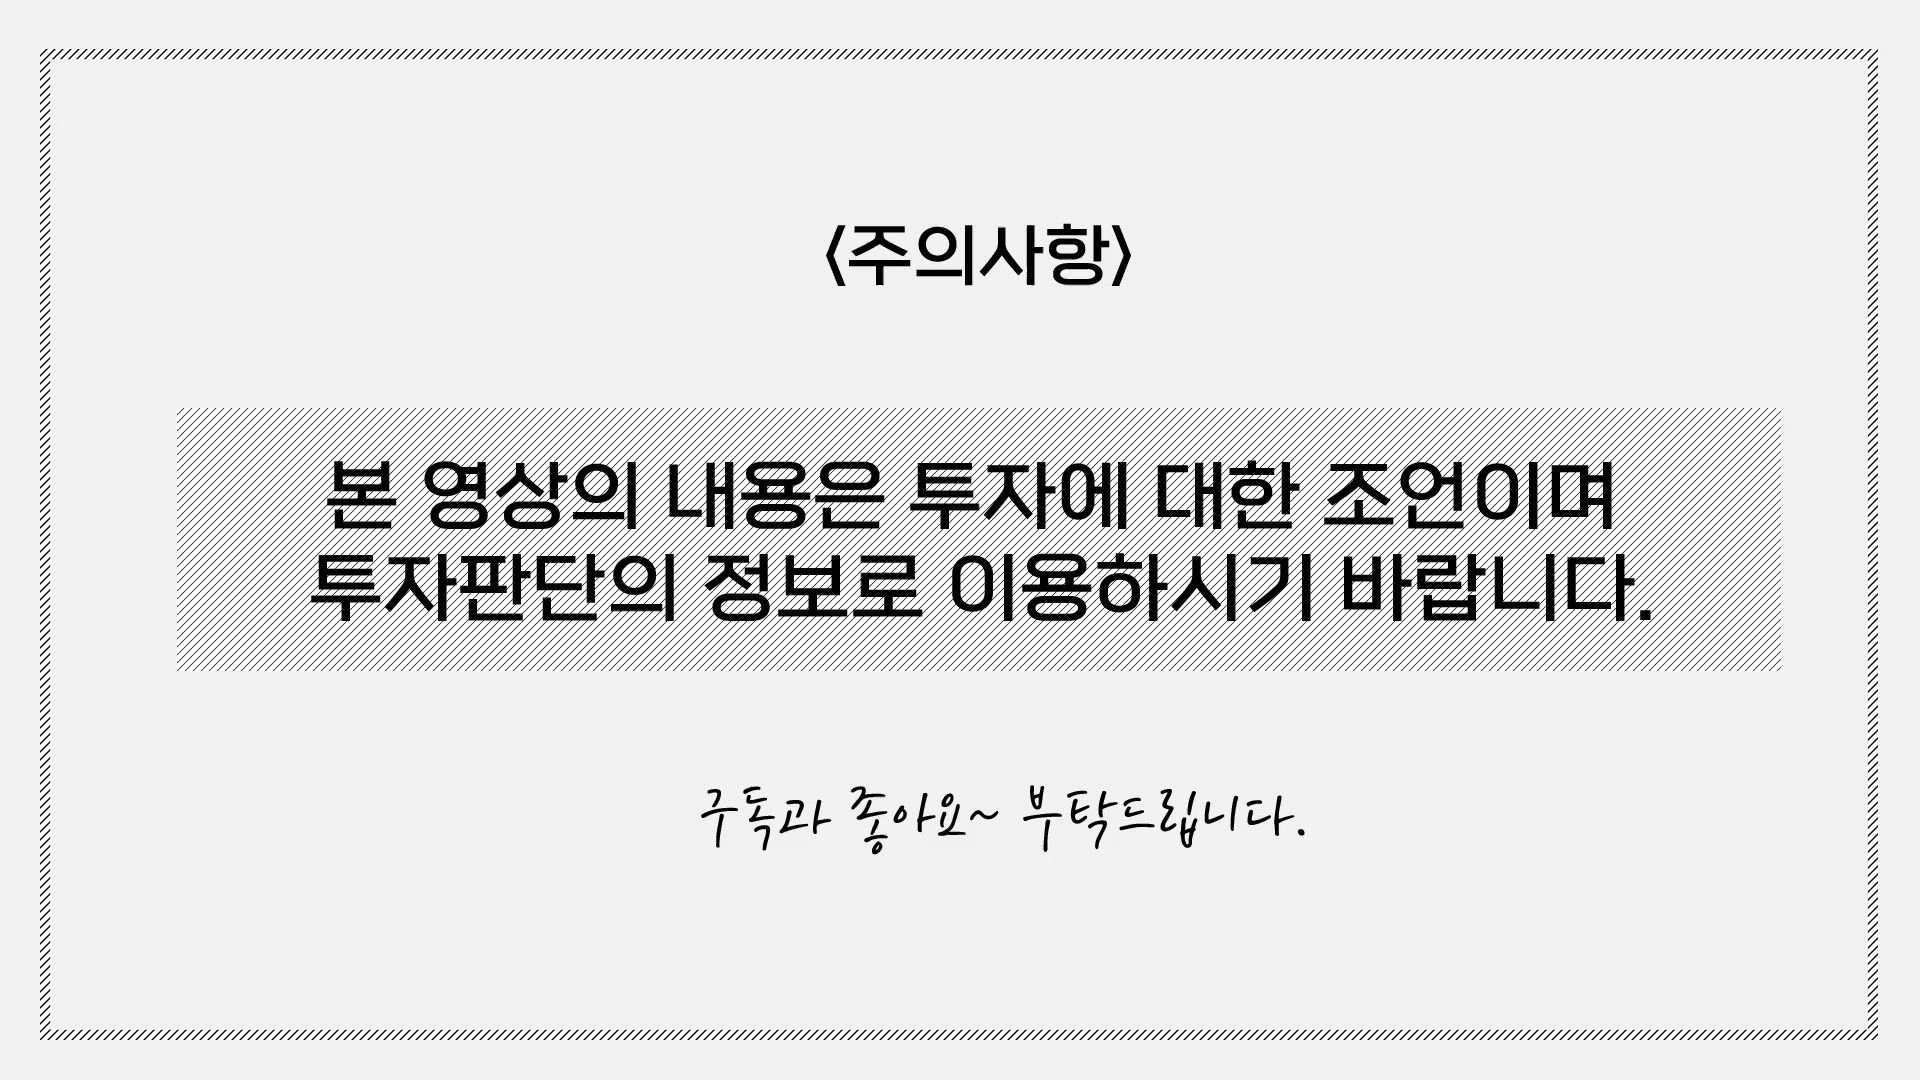 〈주의사항〉
본 영상의 내용은 투자에 대한 조언이며
투자판단의 정보로 이용하시기 바랍니다.
구독과 좋아요~ 부탁드립니다.